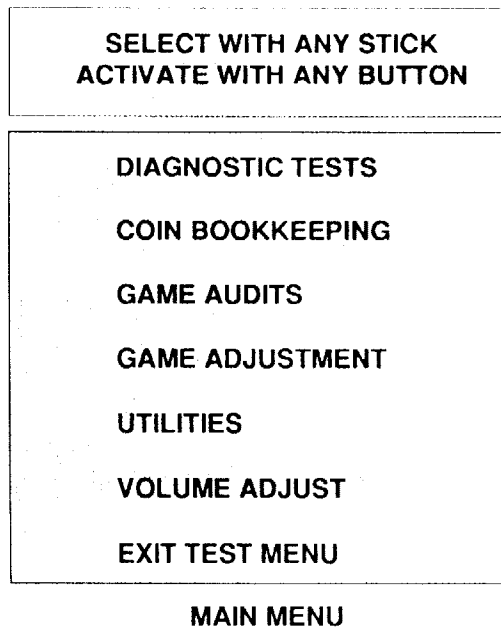 SELECT WITH ANY STICK
ACTIVATE WITH ANY BUTTON
DIAGNOSTIC TESTS
COIN BOOKKEEPING
GAME AUDITS
GAME ADJUSTMENT
UTILITIES
VOLUME ADJUST
EXIT TEST MENU
MAIN MENU